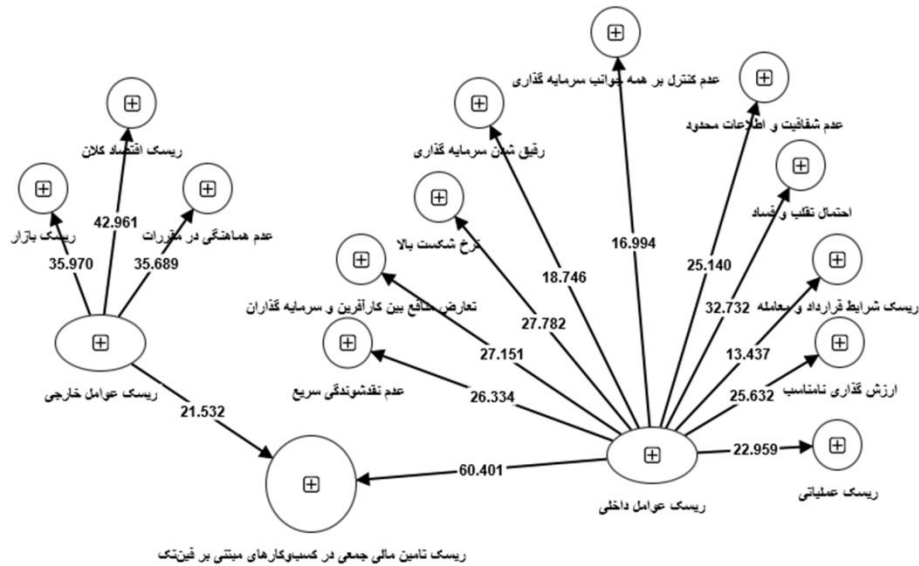 عدم کنترل بر همه جوانب سرمایه گذاری
عدم شفافیت و اطلاعات محدود
ریسک اقتصاد کلان
رقیق شدن سرمایه گذاری
احتمال تقلب و فساد
ریسک بازار
42.961
عدم هماهنگی در مقررات
نرخ شکست بالا
16.994
35.970
35.689
25.140
18.746
تعارض منافع بین کارآفرین و سرمایه گذاران
32.732
ریسک شرایط قرارداد و معامله
27.782
27.151
13.437
ریسک عوامل خارجی
عدم نقدشوندگی سریع
26.334
25.632
ارزش گذاری نامناسب
21.532
60.401
22.959
ریسک عوامل داخلی
ریسک عملیاتی
ریسک تامین مالی جمعی در کسب‌وکارهای مبتنی بر فین‌تک